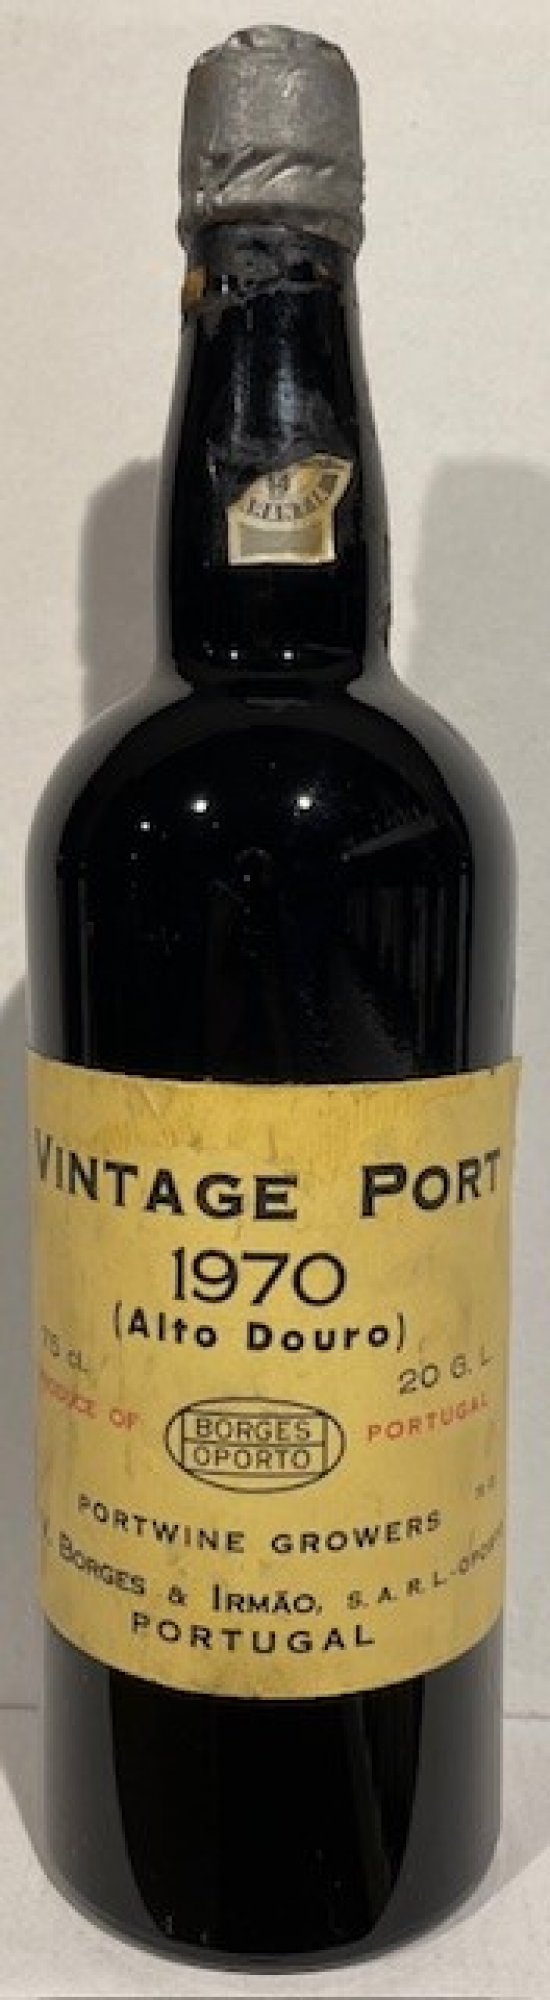 VINTAGE PORT
1970
(Alto Douro)
75 cL.
20 G. L.
PRODUCE OF
PORTUGAL
BORGES
OPORTO
PORTWINE GROWERS
BORGES & IRMÃO, S. A. R. L.-OPORTO
PORTUGAL